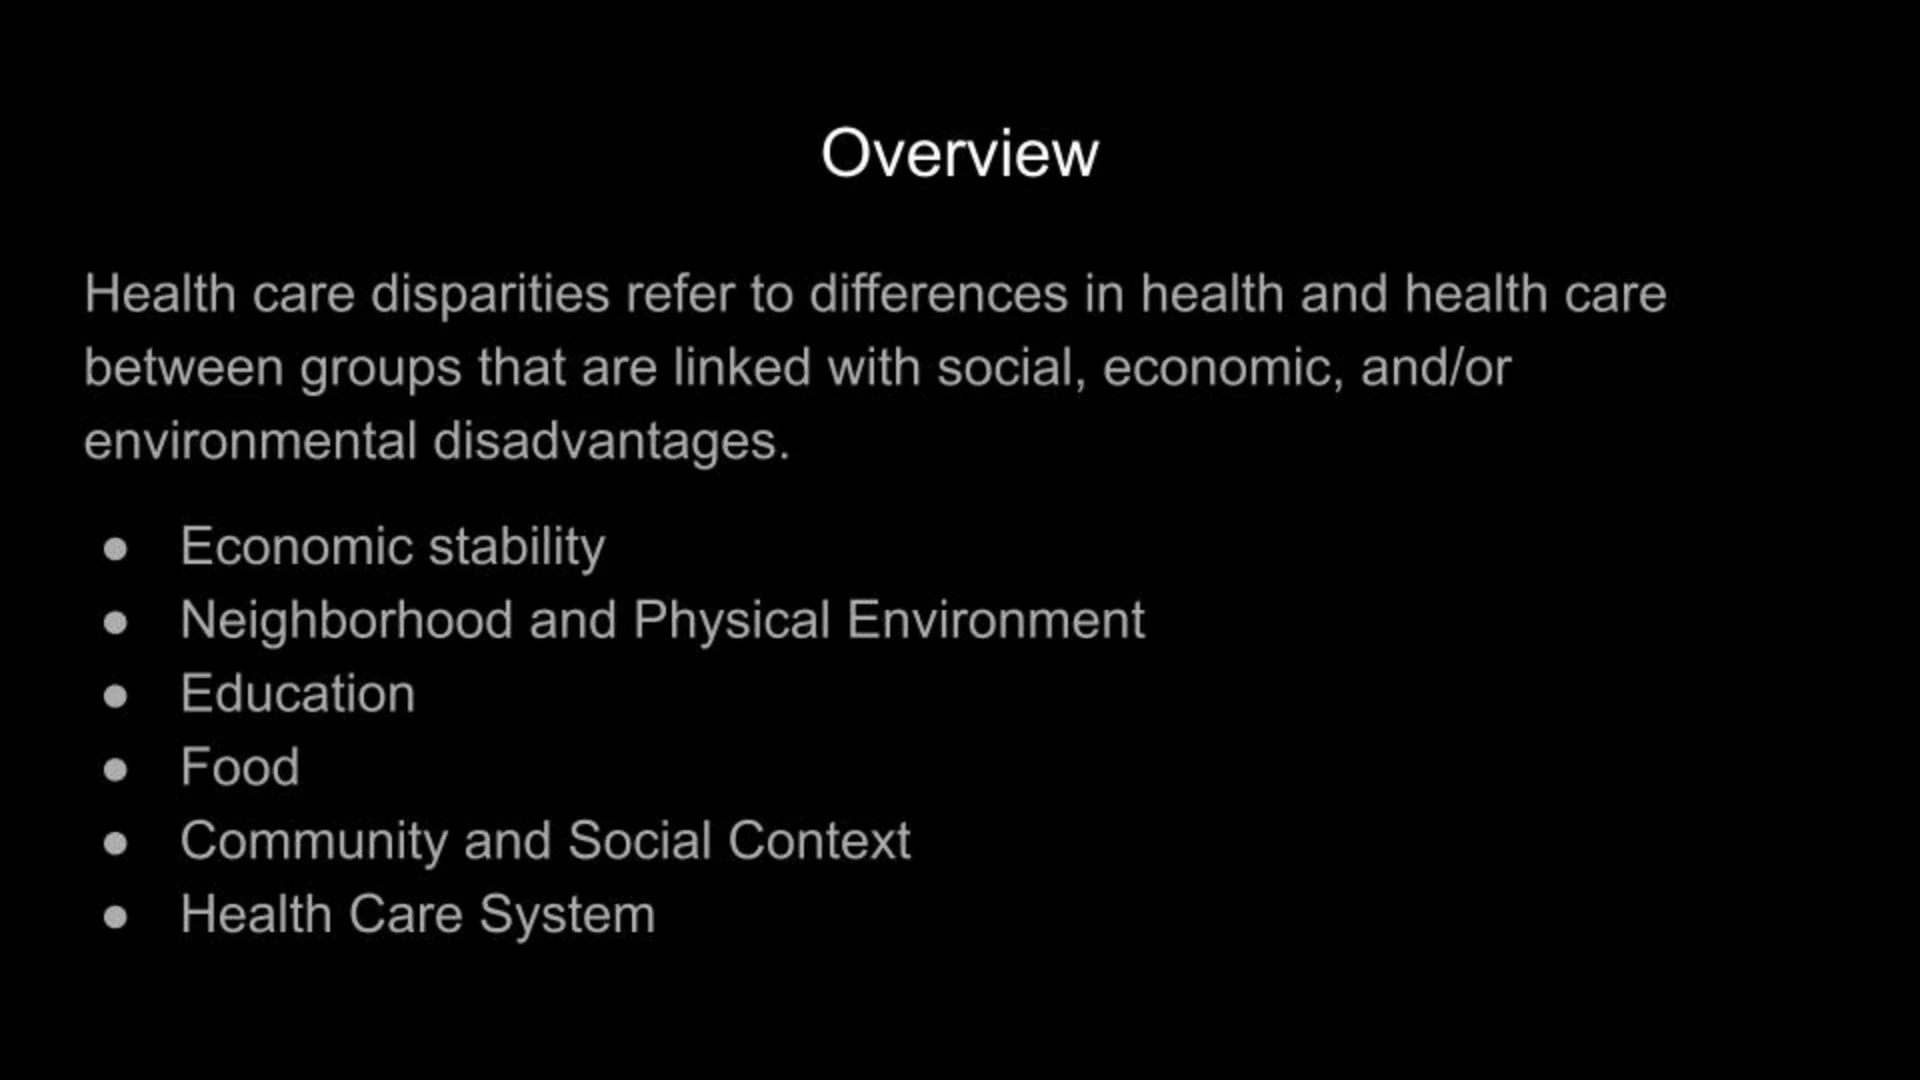 Overview
Health care disparities refer to differences in health and health care
between groups that are linked with social, economic, and/or
environmental disadvantages.
● Economic stability
● Neighborhood and Physical Environment
● Education
● Food
● Community and Social Context
● Health Care System